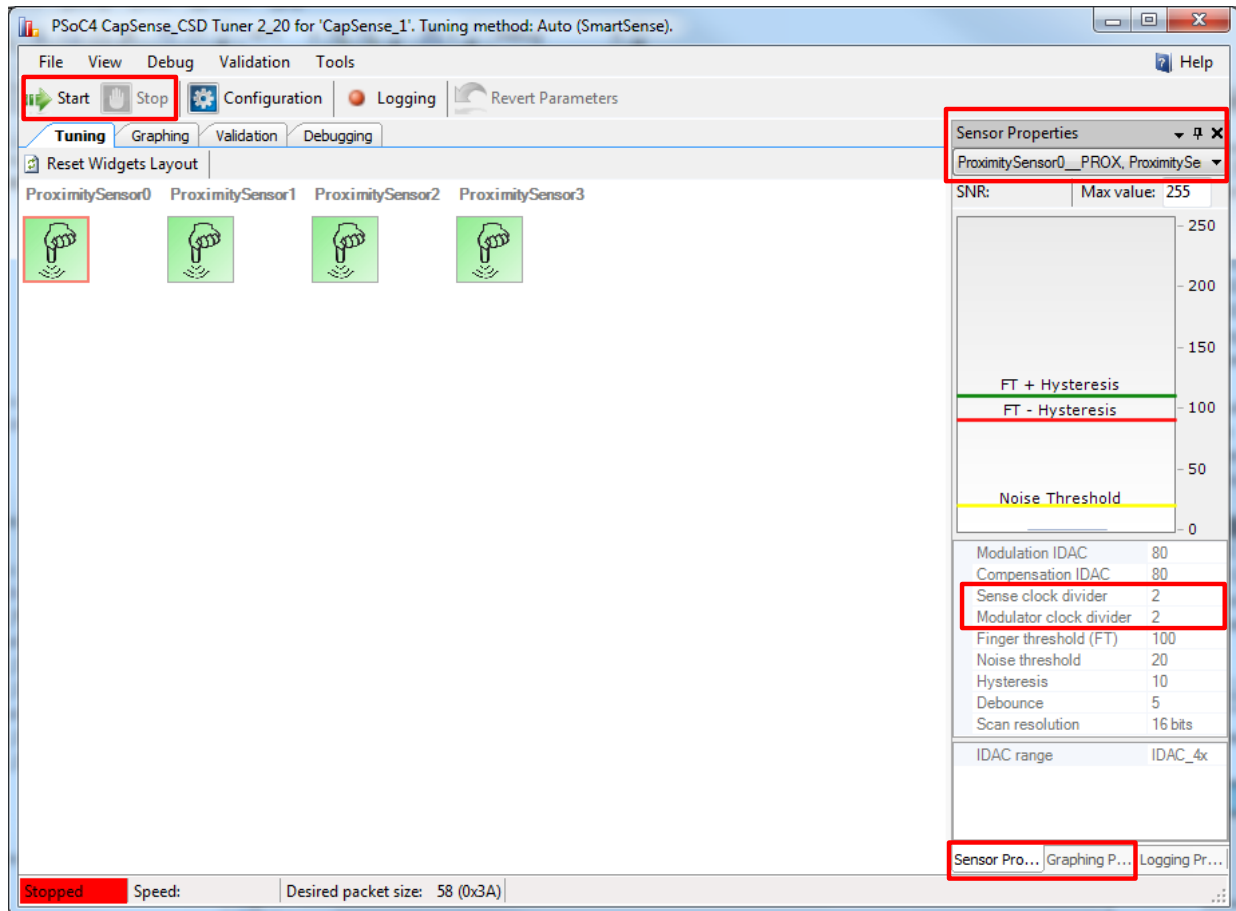 PSoC4 CapSense_CSD Tuner 2_20 for 'CapSense_1'. Tuning method: Auto (SmartSense).
File View Debug Validation Tools Help
Start Stop Configuration Logging Revert Parameters
Tuning Graphing Validation Debugging
Reset Widgets Layout
ProximitySensor0 ProximitySensor1 ProximitySensor2 ProximitySensor3
Sensor Properties
ProximitySensor0__PROX, ProximitySe
SNR: Max value: 255
250
200
150
FT + Hysteresis
FT - Hysteresis
100
50
Noise Threshold
0
Modulation IDAC 80
Compensation IDAC 80
Sense clock divider 2
Modulator clock divider 2
Finger threshold (FT) 100
Noise threshold 20
Hysteresis 10
Debounce 5
Scan resolution 16 bits
IDAC range IDAC_4x
Sensor Pro... Graphing P... Logging Pr...
Stopped Speed: Desired packet size: 58 (0x3A)